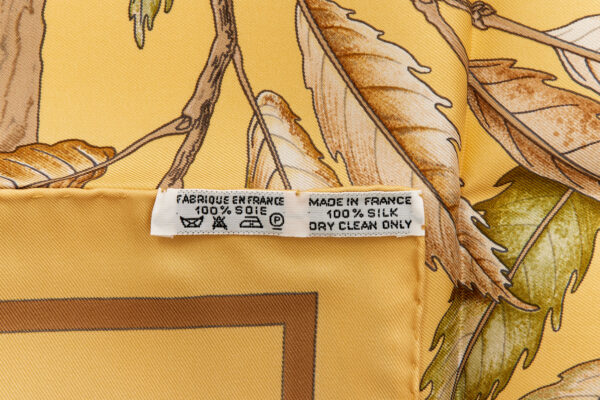 FABRIQUE EN FRANCE
100% SOIE
P
MADE IN FRANCE
100% SILK
DRY CLEAN ONLY